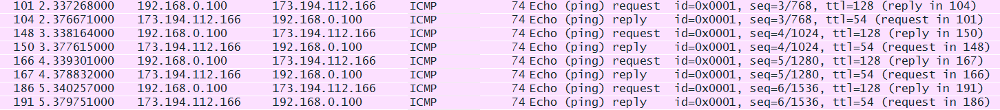 101 2.337268000 192.168.0.100 173.194.112.166 ICMP 74 Echo (ping) request id=0x0001, seq=3/768, ttl=128 (reply in 104)
104 2.376671000 173.194.112.166 192.168.0.100 ICMP 74 Echo (ping) reply id=0x0001, seq=3/768, ttl=54 (request in 101)
148 3.338164000 192.168.0.100 173.194.112.166 ICMP 74 Echo (ping) request id=0x0001, seq=4/1024, ttl=128 (reply in 150)
150 3.377615000 173.194.112.166 192.168.0.100 ICMP 74 Echo (ping) reply id=0x0001, seq=4/1024, ttl=54 (request in 148)
166 4.339301000 192.168.0.100 173.194.112.166 ICMP 74 Echo (ping) request id=0x0001, seq=5/1280, ttl=128 (reply in 167)
167 4.378832000 173.194.112.166 192.168.0.100 ICMP 74 Echo (ping) reply id=0x0001, seq=5/1280, ttl=54 (request in 166)
186 5.340257000 192.168.0.100 173.194.112.166 ICMP 74 Echo (ping) request id=0x0001, seq=6/1536, ttl=128 (reply in 191)
191 5.379751000 173.194.112.166 192.168.0.100 ICMP 74 Echo (ping) reply id=0x0001, seq=6/1536, ttl=54 (request in 186)